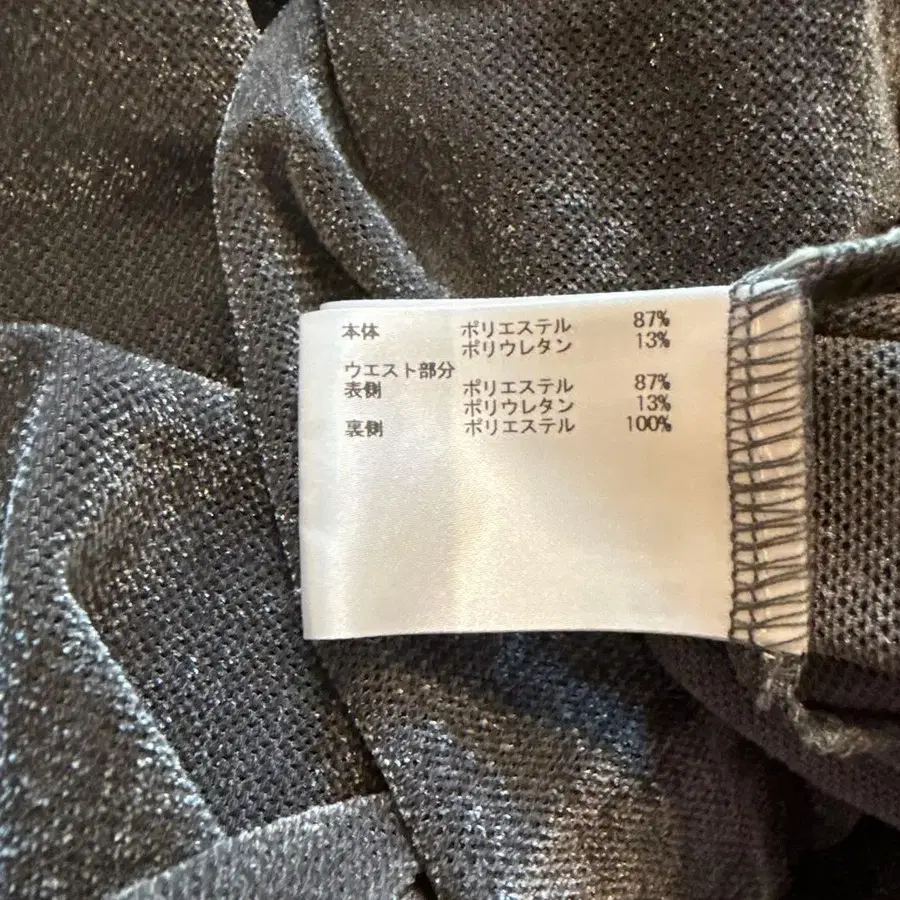 本体 ポリエステル 87%
ポリウレタン 13%
ウエスト部分
表側 ポリエステル 87%
ポリウレタン 13%
裏側 ポリエステル 100%